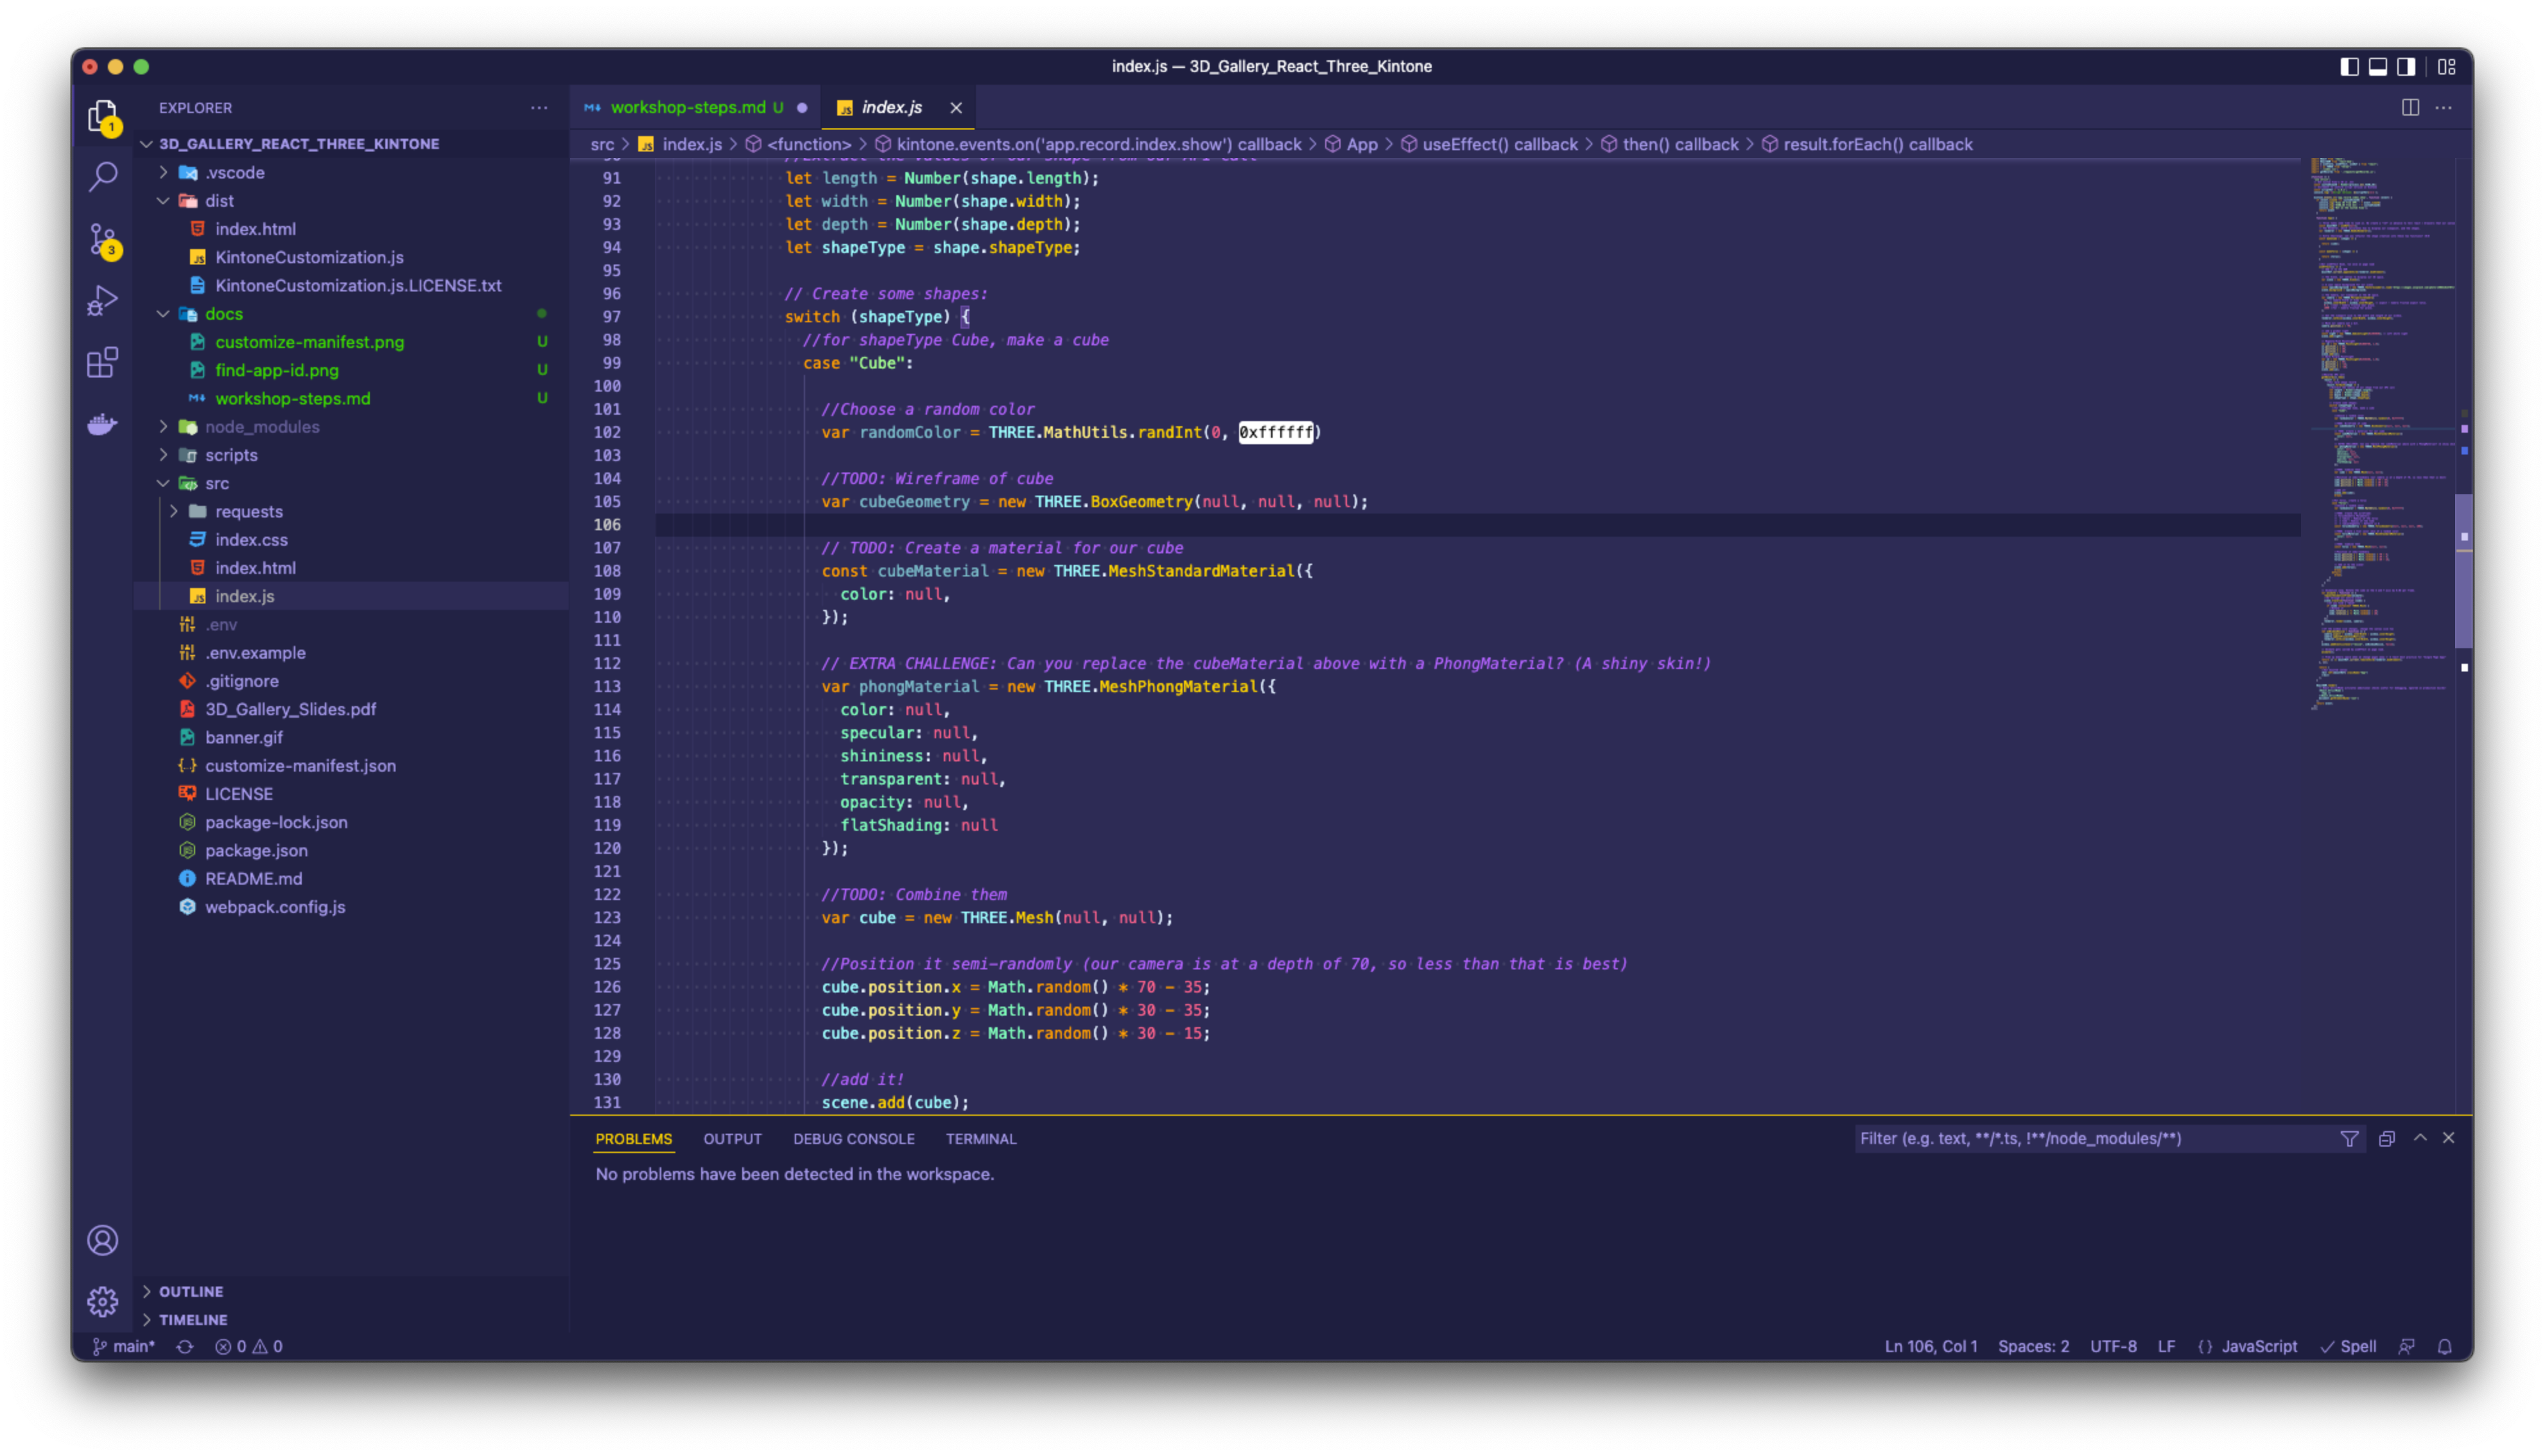 index.js — 3D_Gallery_React_Three_Kintone
1
3
EXPLORER
3D_GALLERY_REACT_THREE_KINTONE
.vscode
dist
index.html
KintoneCustomization.js
KintoneCustomization.js.LICENSE.txt
docs
customize-manifest.png U
find-app-id.png U
workshop-steps.md U
node_modules
scripts
src
requests
index.css
index.html
index.js
.env
.env.example
.gitignore
3D_Gallery_Slides.pdf
banner.gif
customize-manifest.json
LICENSE
package-lock.json
package.json
README.md
webpack.config.js
OUTLINE
TIMELINE
workshop-steps.md U
index.js
src > index.js > <function> > kintone.events.on('app.record.index.show') callback > App > useEffect() callback > then() callback > result.forEach() callback
90 //Extract the values of our shape from our API call
91 let length = Number(shape.length);
92 let width = Number(shape.width);
93 let depth = Number(shape.depth);
94 let shapeType = shape.shapeType;
95
96 // Create some shapes:
97 switch (shapeType) {
98 //for shapeType Cube, make a cube
99 case "Cube":
100
101 //Choose a random color
102 var randomColor = THREE.MathUtils.randInt(0, 0xffffff)
103
104 //TODO: Wireframe of cube
105 var cubeGeometry = new THREE.BoxGeometry(null, null, null);
106
107 // TODO: Create a material for our cube
108 const cubeMaterial = new THREE.MeshStandardMaterial({
109 color: null,
110 });
111
112 // EXTRA CHALLENGE: Can you replace the cubeMaterial above with a PhongMaterial? (A shiny skin!)
113 var phongMaterial = new THREE.MeshPhongMaterial({
114 color: null,
115 specular: null,
116 shininess: null,
117 transparent: null,
118 opacity: null,
119 flatShading: null
120 });
121
122 //TODO: Combine them
123 var cube = new THREE.Mesh(null, null);
124
125 //Position it semi-randomly (our camera is at a depth of 70, so less than that is best)
126 cube.position.x = Math.random() * 70 - 35;
127 cube.position.y = Math.random() * 30 - 35;
128 cube.position.z = Math.random() * 30 - 15;
129
130 //add it!
131 scene.add(cube);
PROBLEMS OUTPUT DEBUG CONSOLE TERMINAL
Filter (e.g. text, **/*.ts, !**/node_modules/**)
No problems have been detected in the workspace.
main* 0 0
Ln 106, Col 1 Spaces: 2 UTF-8 LF {} JavaScript Spell